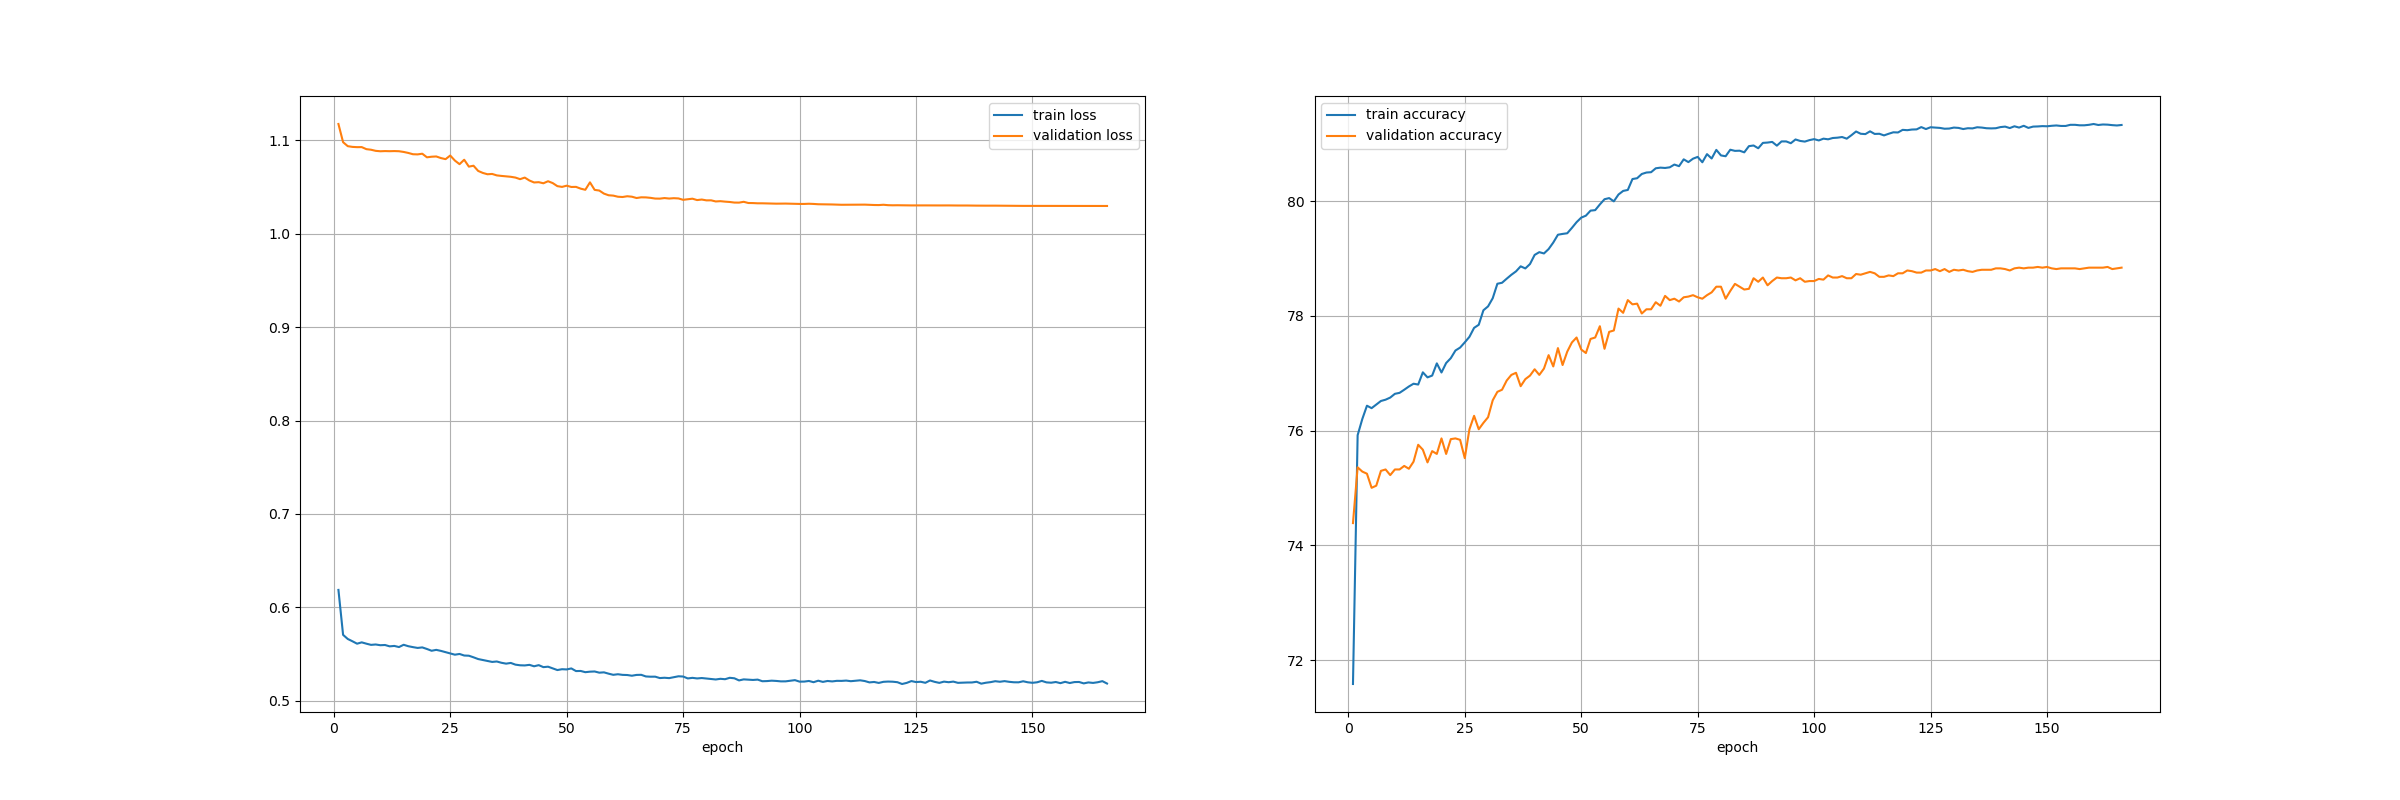 train loss
validation loss
1.1
1.0
0.9
0.8
0.7
0.6
0.5
0 25 50 75 100 125 150
epoch
train accuracy
validation accuracy
80
78
76
74
72
0 25 50 75 100 125 150
epoch